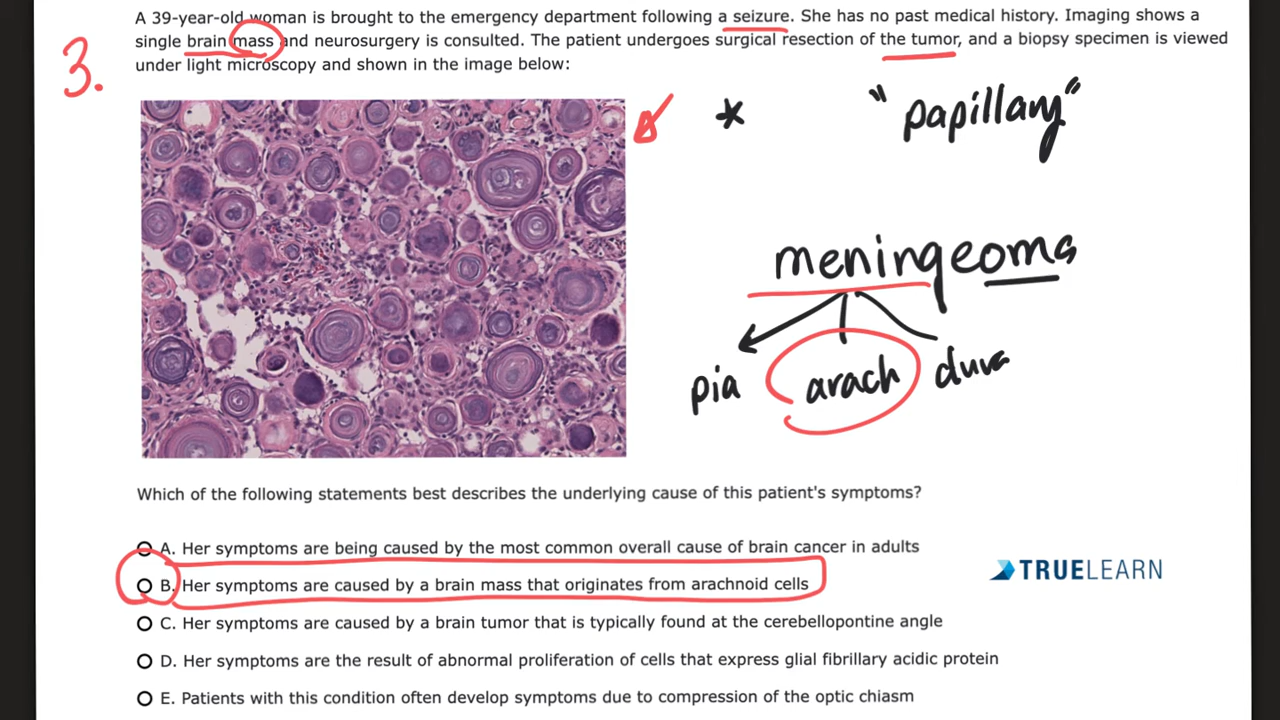 A 39-year-old woman is brought to the emergency department following a seizure. She has no past medical history. Imaging shows a
single brain mass and neurosurgery is consulted. The patient undergoes surgical resection of the tumor, and a biopsy specimen is viewed
under light microscopy and shown in the image below:
3.
* "papillary"
meningeoma
pia arach dura
Which of the following statements best describes the underlying cause of this patient's symptoms?
A. Her symptoms are being caused by the most common overall cause of brain cancer in adults
B. Her symptoms are caused by a brain mass that originates from arachnoid cells
TRUELEARN
C. Her symptoms are caused by a brain tumor that is typically found at the cerebellopontine angle
D. Her symptoms are the result of abnormal proliferation of cells that express glial fibrillary acidic protein
E. Patients with this condition often develop symptoms due to compression of the optic chiasm